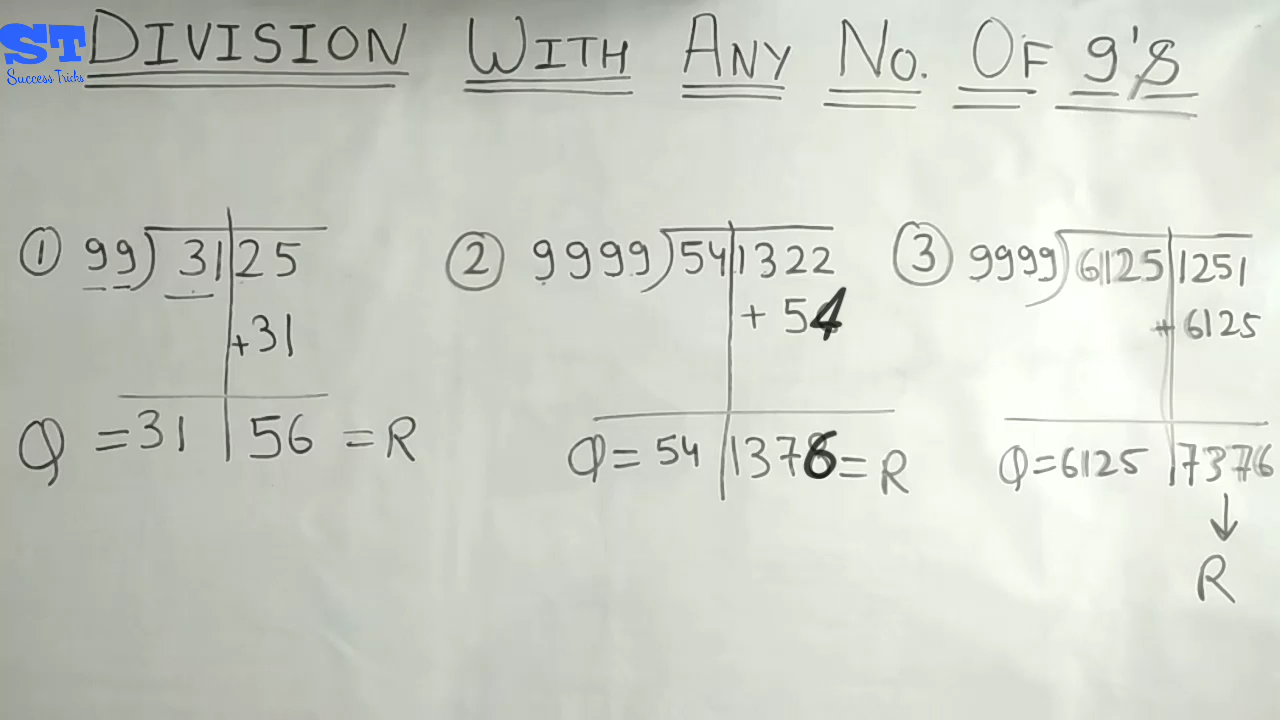 ST
Success Tricks
DIVISION WITH ANY NO. OF 9'S
① 99) 31|25
+31
Q = 31 | 56 = R
② 9999) 54|1322
+ 54
Q = 54 | 1376 = R
③ 9999) 6125|1251
+ 6125
Q = 6125 | 7376
↓
R